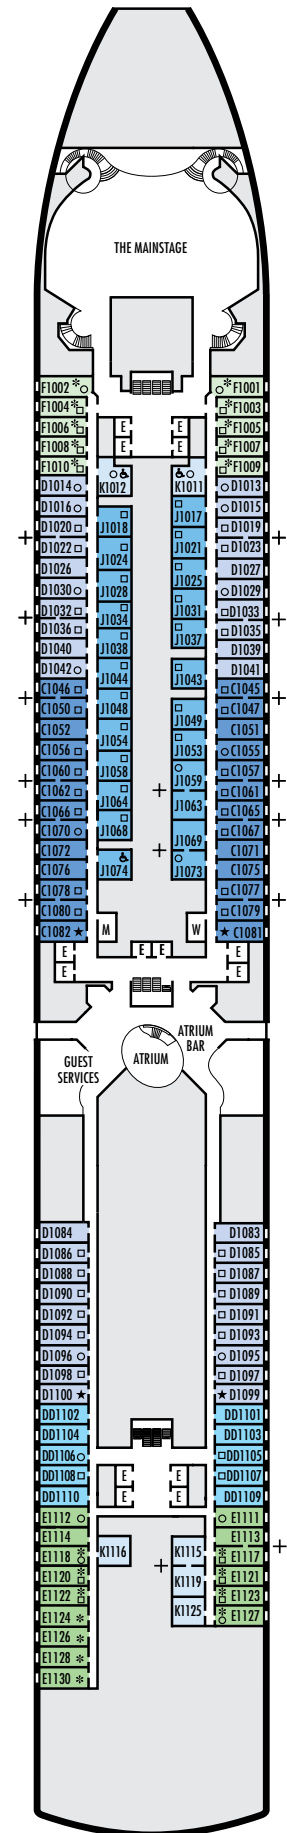 THE MAINSTAGE
F1002 F1001
F1004 E E F1003
F1006 F1005
F1008 E E F1007
F1010 F1009
D1014 K1012 K1011 D1013
D1016 J1017 D1015
D1020 J1018 D1019
D1022 J1021 D1023
D1026 J1024 D1027
D1030 J1028 J1025 D1029
D1032 J1034 J1031 D1033
D1036 J1037 D1035
D1040 J1038 D1039
D1042 J1044 J1043 D1041
C1046 C1045
C1050 J1048 J1049 C1047
C1052 J1054 C1051
C1056 J1053 C1055
C1060 J1058 J1059 C1057
C1062 J1064 J1063 C1061
C1066 C1065
C1070 J1068 J1069 C1067
C1072 C1071
C1076 J1074 J1073 C1075
C1078 C1077
C1080 C1079
C1082 M W C1081
E E E E
E E
GUEST
SERVICES
ATRIUM
ATRIUM
BAR
D1084 D1083
D1086 D1085
D1088 D1087
D1090 D1089
D1092 D1091
D1094 D1093
D1096 D1095
D1098 D1097
D1100 D1099
DD1102 DD1101
DD1104 DD1103
DD1106 DD1105
DD1108 E E DD1107
DD1110 E E DD1109
E1112 E1111
E1114 E1113
E1118 K1116 K1115 E1117
E1120 K1119 E1121
E1122 E1123
E1124 K1125 E1127
E1126
E1128
E1130